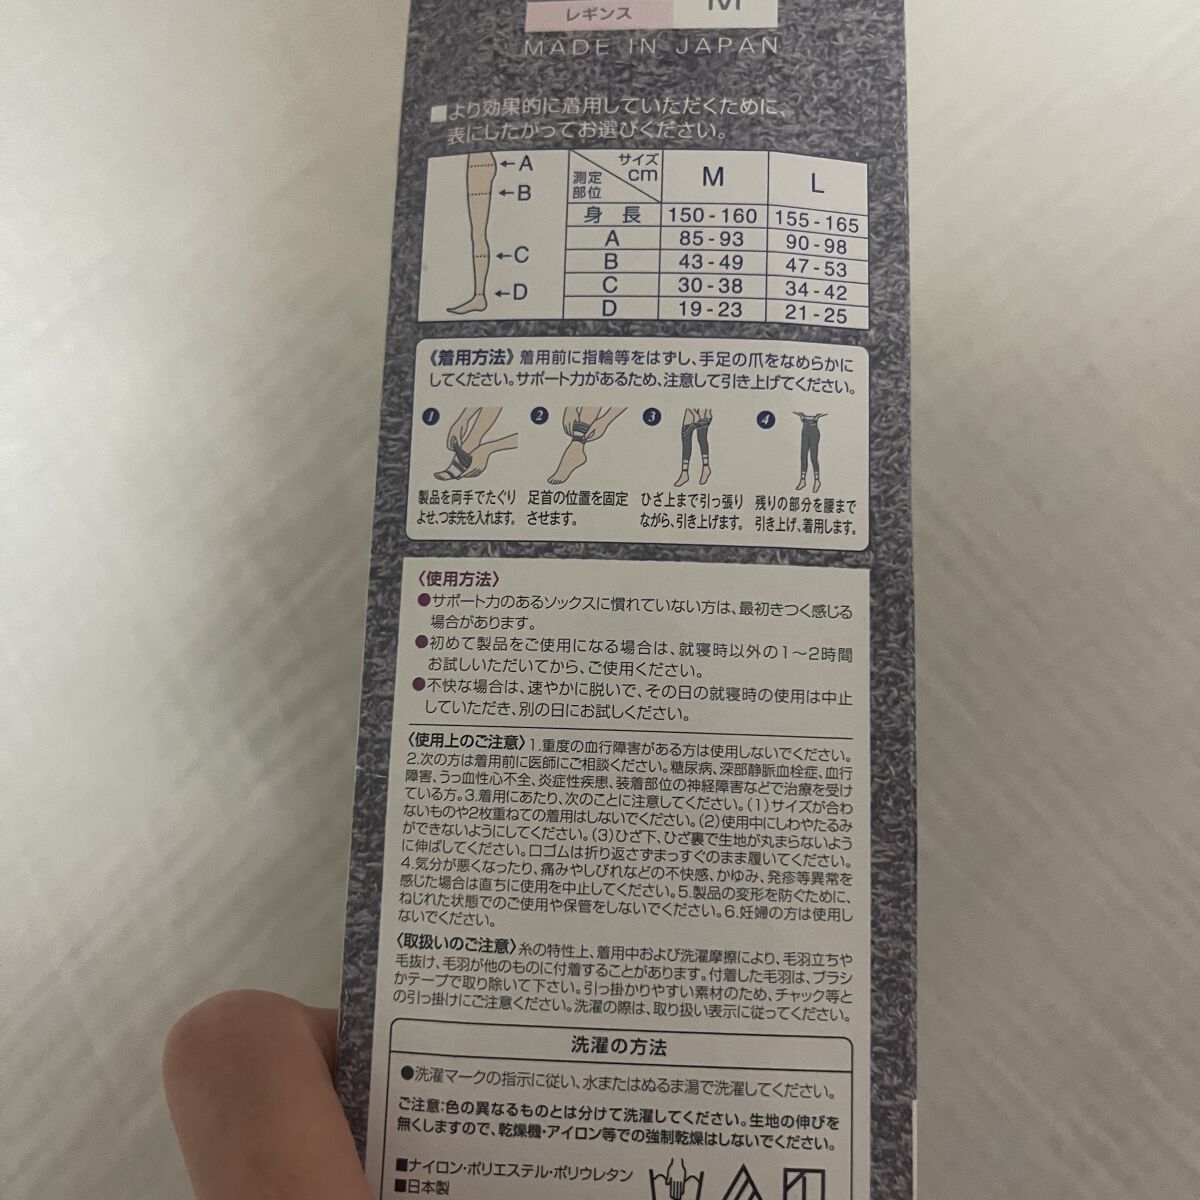 レギンス
M
MADE IN JAPAN
■より効果的に着用していただくために、
表にしたがってお選びください。
←A
←B
←C
←D
サイズ cm 測定部位 M L
身長 150-160 155-165
A 85-93 90-98
B 43-49 47-53
C 30-38 34-42
D 19-23 21-25
《着用方法》着用前に指輪等をはずし、手足の爪をなめらかに
してください。サポート力があるため、注意して引き上げてください。
1
製品を両手でたぐり
よせ、つま先を入れます。
2
足首の位置を固定
させます。
3
ひざ上まで引っ張り
ながら、引き上げます。
4
残りの部分を腰まで
引き上げ、着用します。
〈使用方法〉
●サポート力のあるソックスに慣れていない方は、最初きつく感じる
場合があります。
●初めて製品をご使用になる場合は、就寝時以外の1〜2時間
お試しいただいてから、ご使用ください。
●不快な場合は、速やかに脱いで、その日の就寝時の使用は中止
していただき、別の日にお試しください。
〈使用上のご注意〉1.重度の血行障害がある方は使用しないでください。
2.次の方は着用前に医師にご相談ください。糖尿病、深部静脈血栓症、血行
障害、うっ血性心不全、炎症性疾患、装着部位の神経障害などで治療を受け
ている方。3.着用にあたり、次のことに注意してください。(1)サイズが合わ
ないものや2枚重ねての着用はしないでください。(2)使用中にしわやたるみ
ができないようにしてください。(3)ひざ下、ひざ裏で生地が丸まらないよう
に伸ばしてください。口ゴムは折り返さずまっすぐのまま履いてください。
4.気分が悪くなったり、痛みやしびれなどの不快感、かゆみ、発疹等異常を
感じた場合は直ちに使用を中止してください。5.製品の変形を防ぐために、
ねじれた状態でのご使用や保管をしないでください。6.妊婦の方は使用し
ないでください。
〈取扱いのご注意〉糸の特性上、着用中および洗濯摩擦により、毛羽立ちや
毛抜け、毛羽が他のものに付着することがあります。付着した毛羽は、ブラシ
かテープで取り除いて下さい。引っ掛かりやすい素材のため、チャック等と
の引っ掛けにご注意ください。洗濯の際は、取り扱い表示に従ってください。
洗濯の方法
●洗濯マークの指示に従い、水またはぬるま湯で洗濯してください。
ご注意:色の異なるものとは分けて洗濯してください。生地の伸びを
無くしますので、乾燥機・アイロン等での強制乾燥はしないでください。
■ナイロン・ポリエステル・ポリウレタン
■日本製